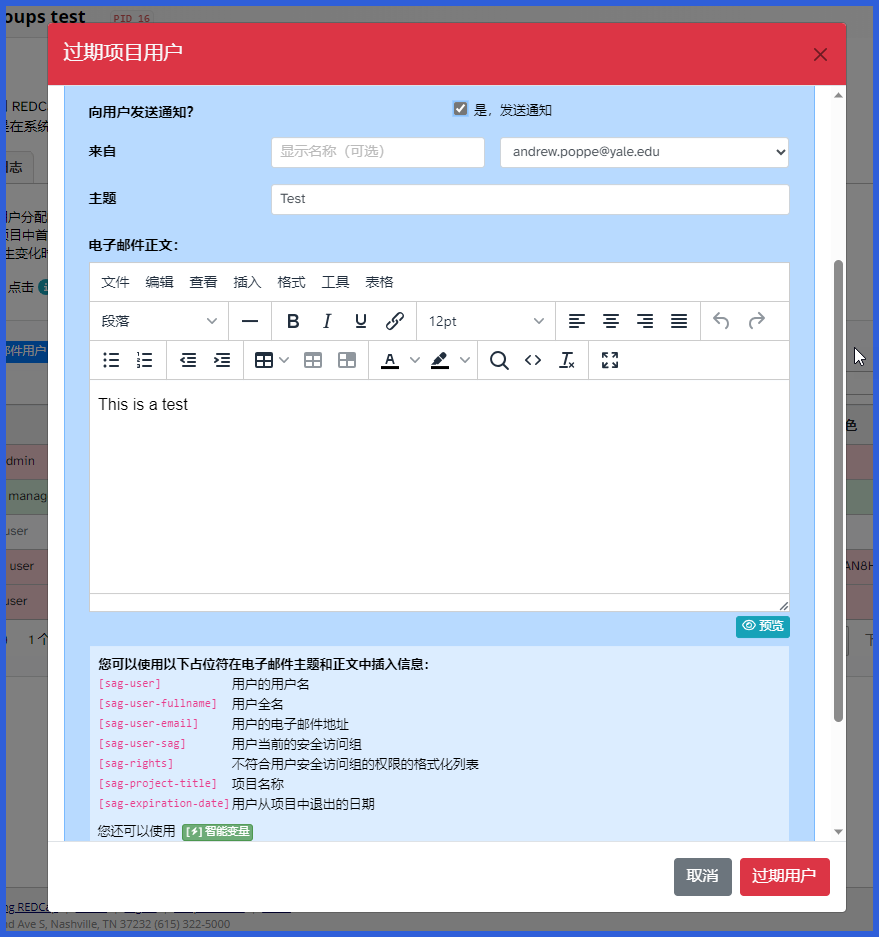 oups test PID 16
过期项目用户
REDC
是在系统
志
向用户发送通知？ 是，发送通知
来自 显示名称（可选） andrew.poppe@yale.edu
主题 Test
用户分配
项目中首
生变化时
点击
电子邮件正文：
文件 编辑 查看 插入 格式 工具 表格
段落 B I U 12pt
邮件用户
A
This is a test
色
dmin
manag
user
user AN8H
user
预览
1 个 下
您可以使用以下占位符在电子邮件主题和正文中插入信息：
[sag-user] 用户的用户名
[sag-user-fullname] 用户全名
[sag-user-email] 用户的电子邮件地址
[sag-user-sag] 用户当前的安全访问组
[sag-rights] 不符合用户安全访问组的权限的格式化列表
[sag-project-title] 项目名称
[sag-expiration-date] 用户从项目中退出的日期
您还可以使用 [⚡] 智能变量
取消 过期用户
ng REDCa
nd Ave S, Nashville, TN 37232 (615) 322-5000